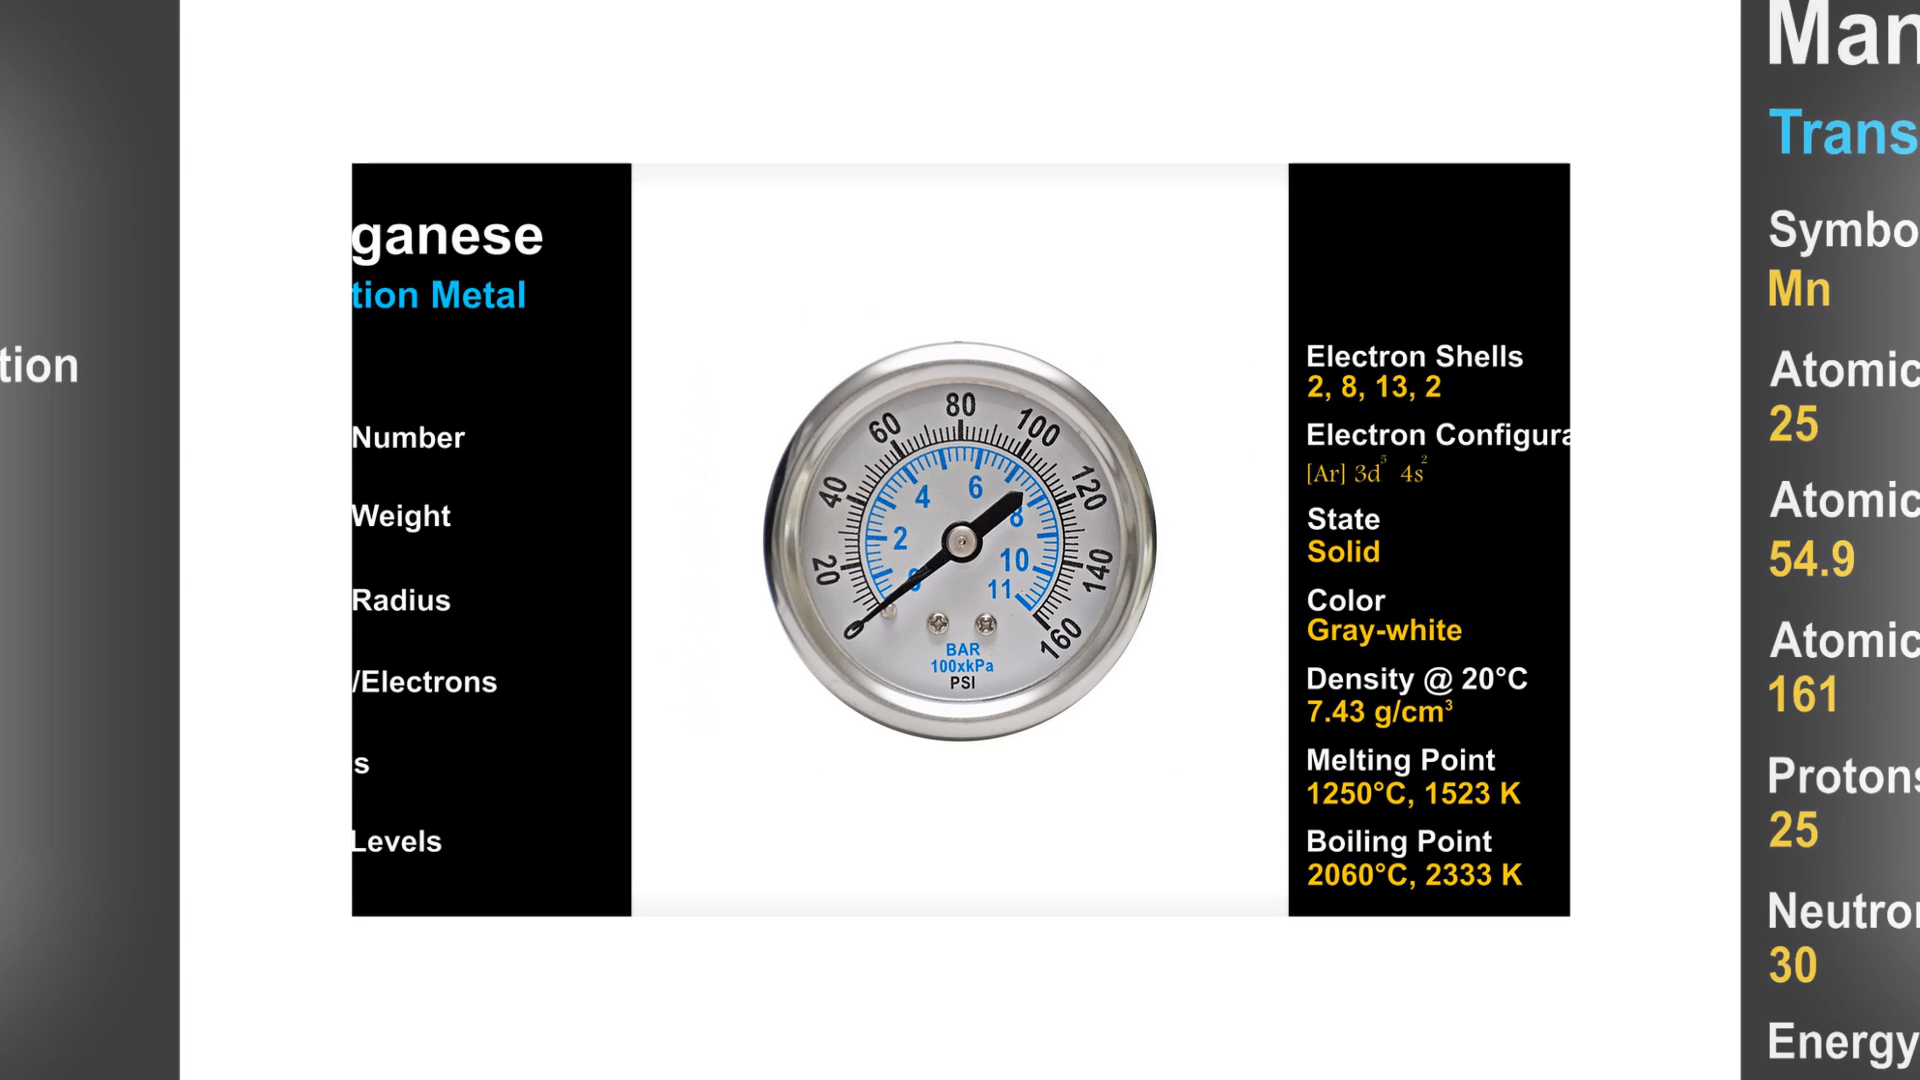 tion
ganese
tion Metal
Number
Weight
Radius
/Electrons
s
Levels
80
60
100
40
120
20
140
0
160
6
4
8
2
10
0
11
BAR
100xkPa
PSI
Electron Shells
2, 8, 13, 2
Electron Configura
[Ar] 3d⁵ 4s²
State
Solid
Color
Gray-white
Density @ 20°C
7.43 g/cm³
Melting Point
1250°C, 1523 K
Boiling Point
2060°C, 2333 K
Man
Trans
Symbo
Mn
Atomic
25
Atomic
54.9
Atomic
161
Protons
25
Neutron
30
Energy